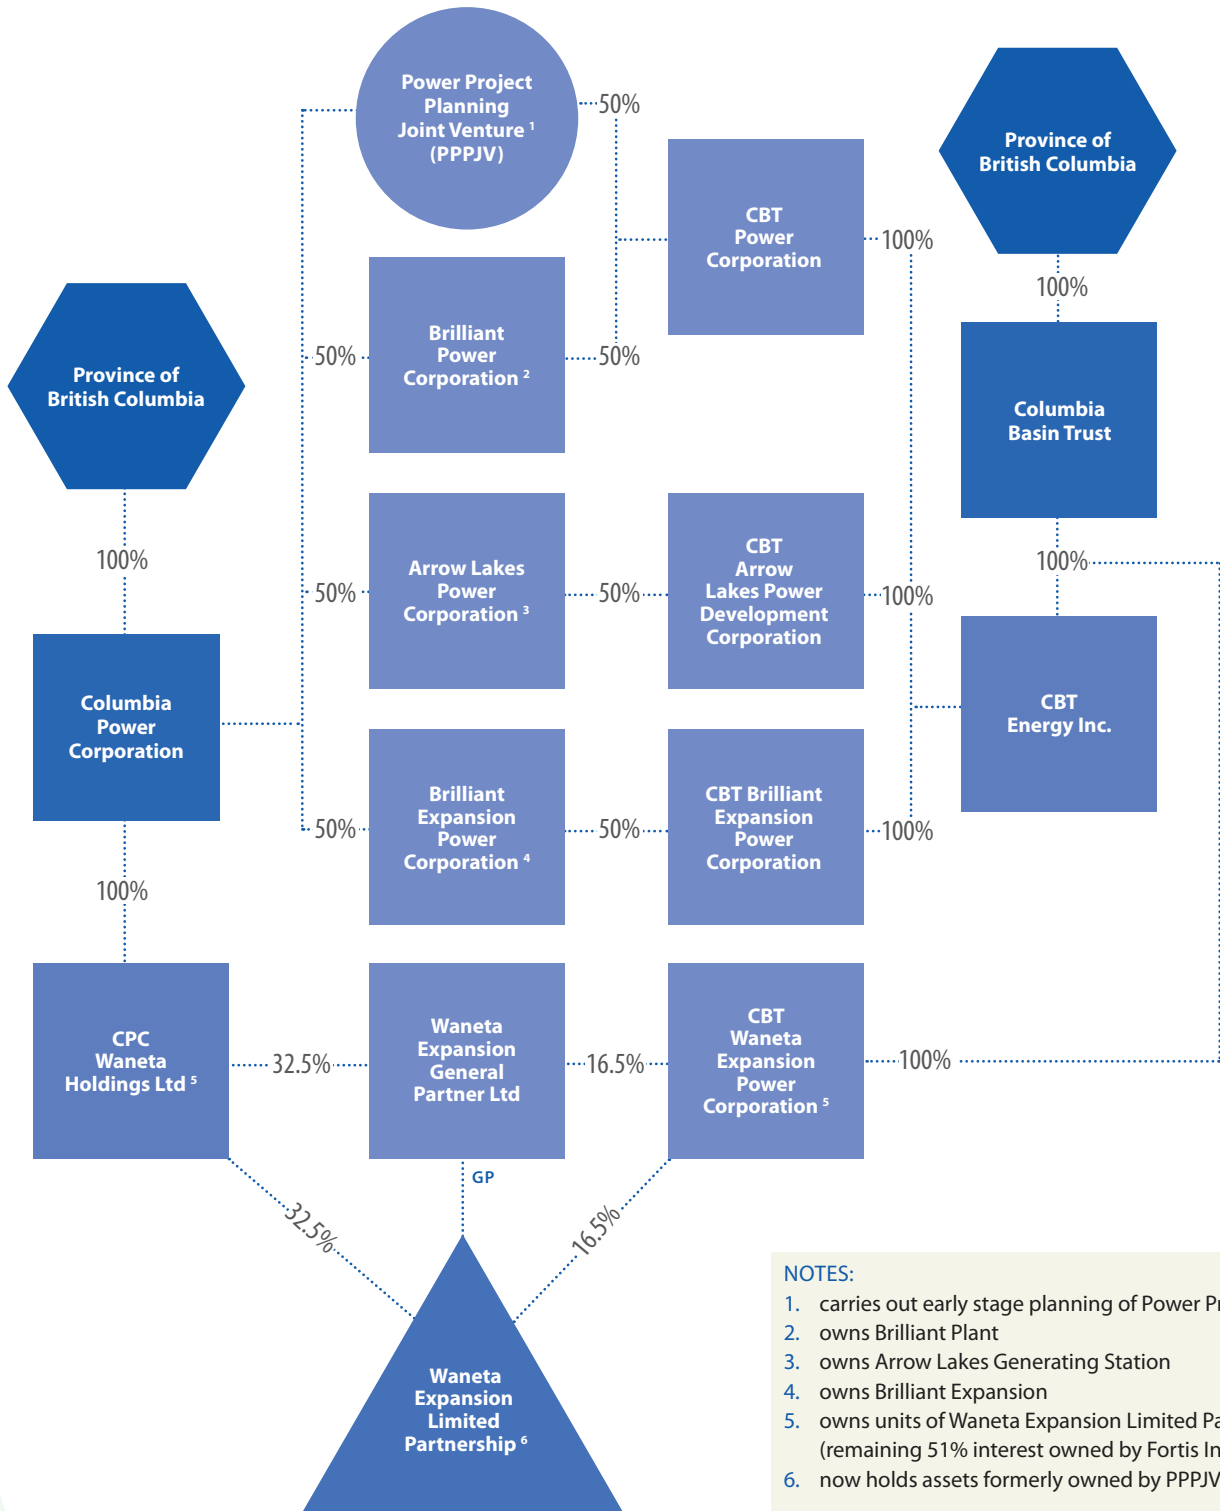 Power Project
Planning
Joint Venture 1
(PPPJV)
50%
Province of
British Columbia
CBT
Power
Corporation
100%
100%
Brilliant
Power
Corporation 2
50%
50%
Province of
British Columbia
Columbia
Basin Trust
100%
100%
Arrow Lakes
Power
Corporation 3
50%
50%
CBT
Arrow
Lakes Power
Development
Corporation
100%
Columbia
Power
Corporation
CBT
Energy Inc.
Brilliant
Expansion
Power
Corporation 4
50%
50%
CBT Brilliant
Expansion
Power
Corporation
100%
100%
CPC
Waneta
Holdings Ltd 5
32.5%
Waneta
Expansion
General
Partner Ltd
16.5%
CBT
Waneta
Expansion
Power
Corporation 5
100%
GP
32.5%
16.5%
Waneta
Expansion
Limited
Partnership 6
NOTES:
1. carries out early stage planning of Power
2. owns Brilliant Plant
3. owns Arrow Lakes Generating Station
4. owns Brilliant Expansion
5. owns units of Waneta Expansion Limited
(remaining 51% interest owned by Fortis
6. now holds assets formerly owned by PPPJV